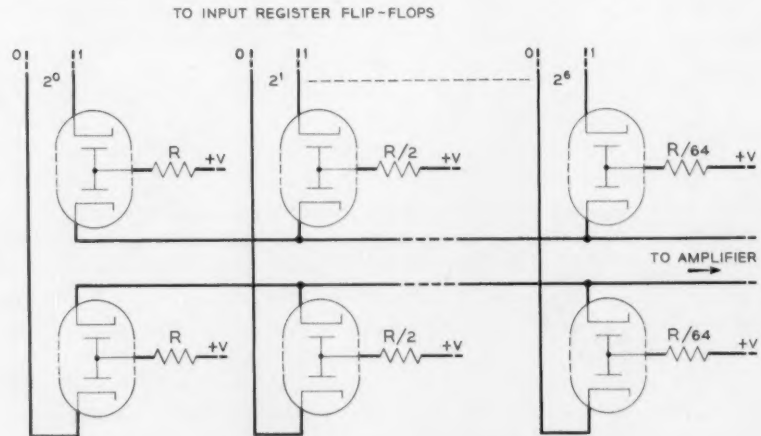 TO INPUT REGISTER FLIP-FLOPS
0 1 0 1 0 1
2⁰ 2¹ 2⁶
R +V R/2 +V R/64 +V
TO AMPLIFIER
R +V R/2 +V R/64 +V